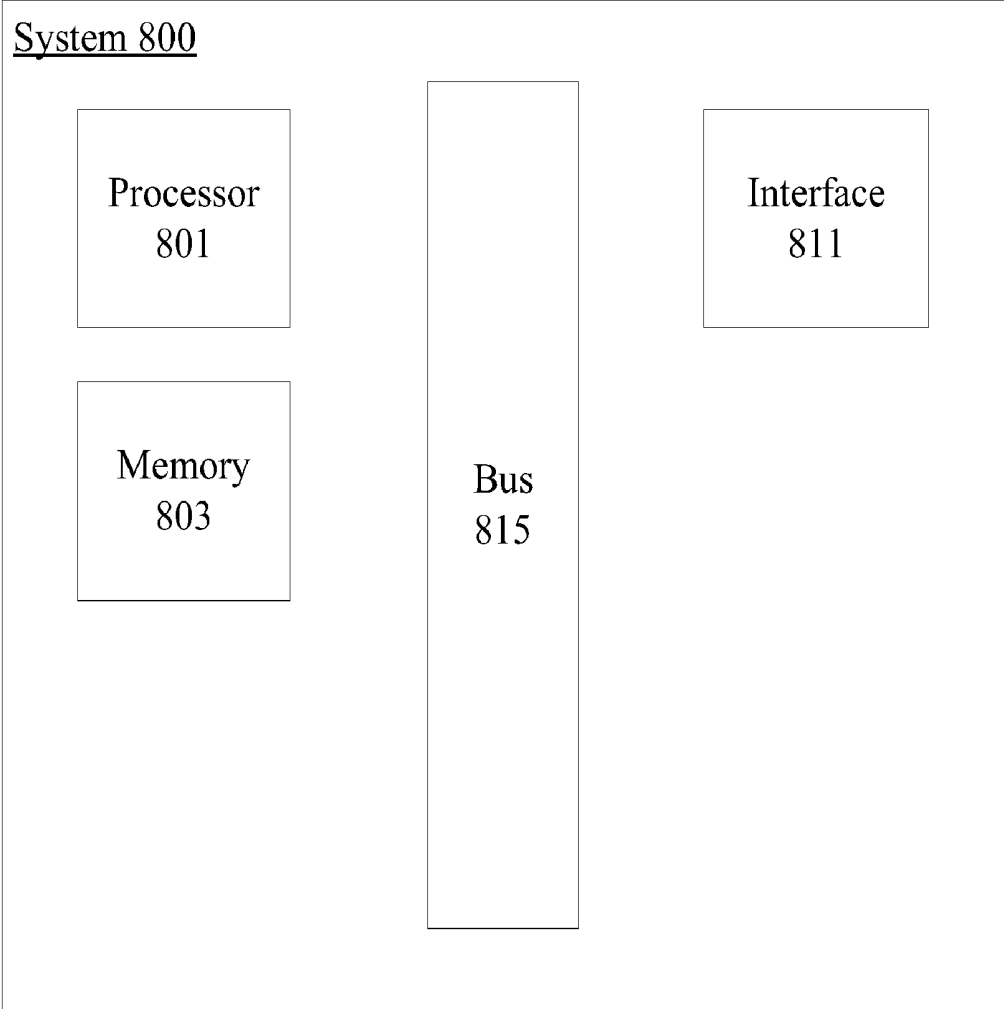 System 800
Processor
801
Interface
811
Memory
803
Bus
815